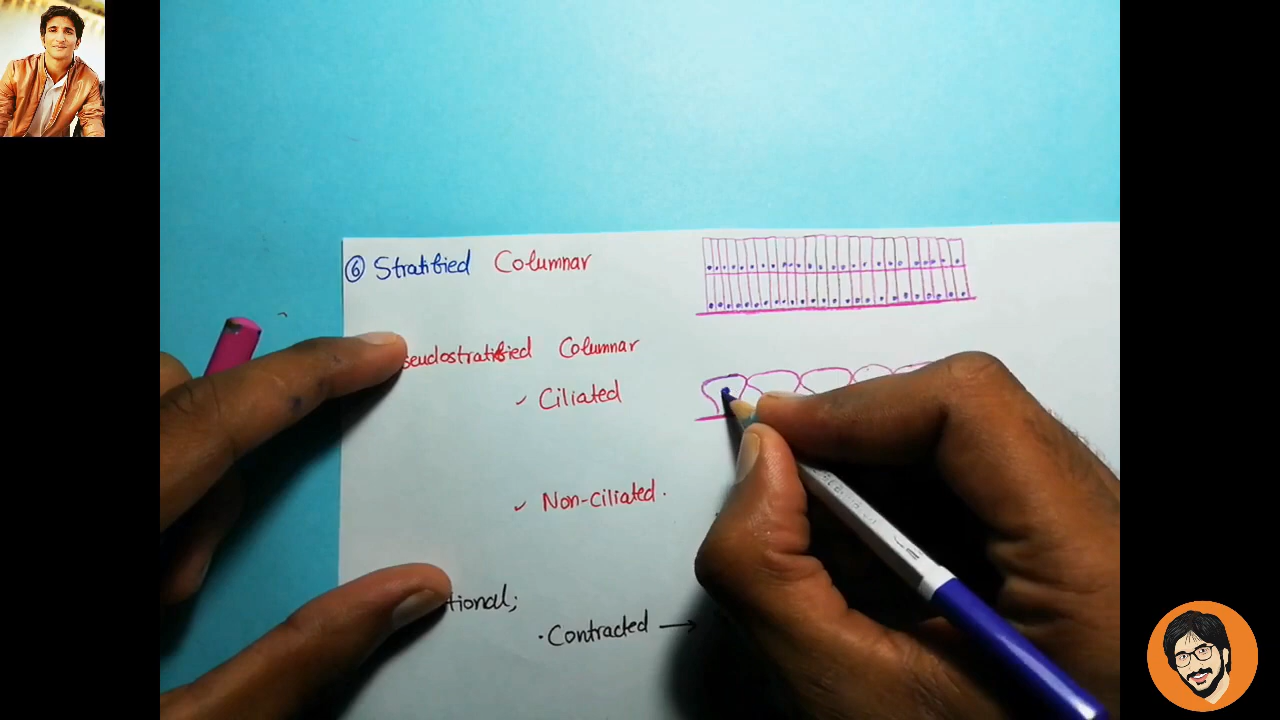 ⑥ Stratified Columnar
seudostratified Columnar
✓ Ciliated
✓ Non-ciliated.
tional;
· Contracted →